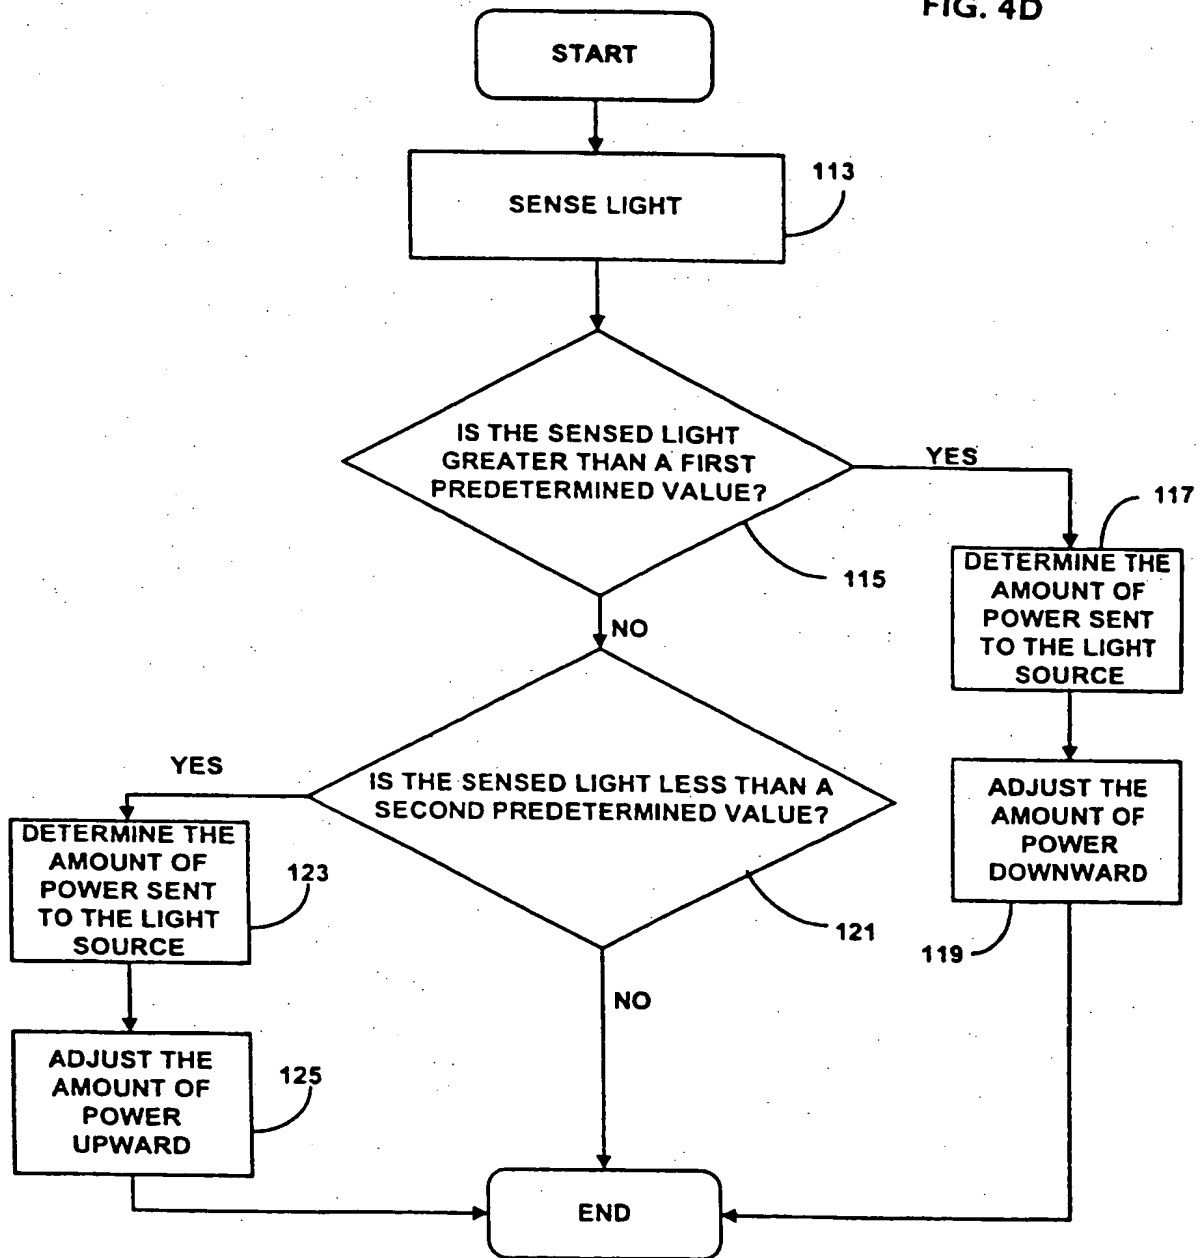 FIG. 4D
START
SENSE LIGHT
113
IS THE SENSED LIGHT
GREATER THAN A FIRST
PREDETERMINED VALUE?
115
YES
117
DETERMINE THE
AMOUNT OF
POWER SENT
TO THE LIGHT
SOURCE
NO
IS THE SENSED LIGHT LESS THAN A
SECOND PREDETERMINED VALUE?
121
ADJUST THE
AMOUNT OF
POWER
DOWNWARD
119
YES
DETERMINE THE
AMOUNT OF
POWER SENT
TO THE LIGHT
SOURCE
123
NO
ADJUST THE
AMOUNT OF
POWER
UPWARD
125
END